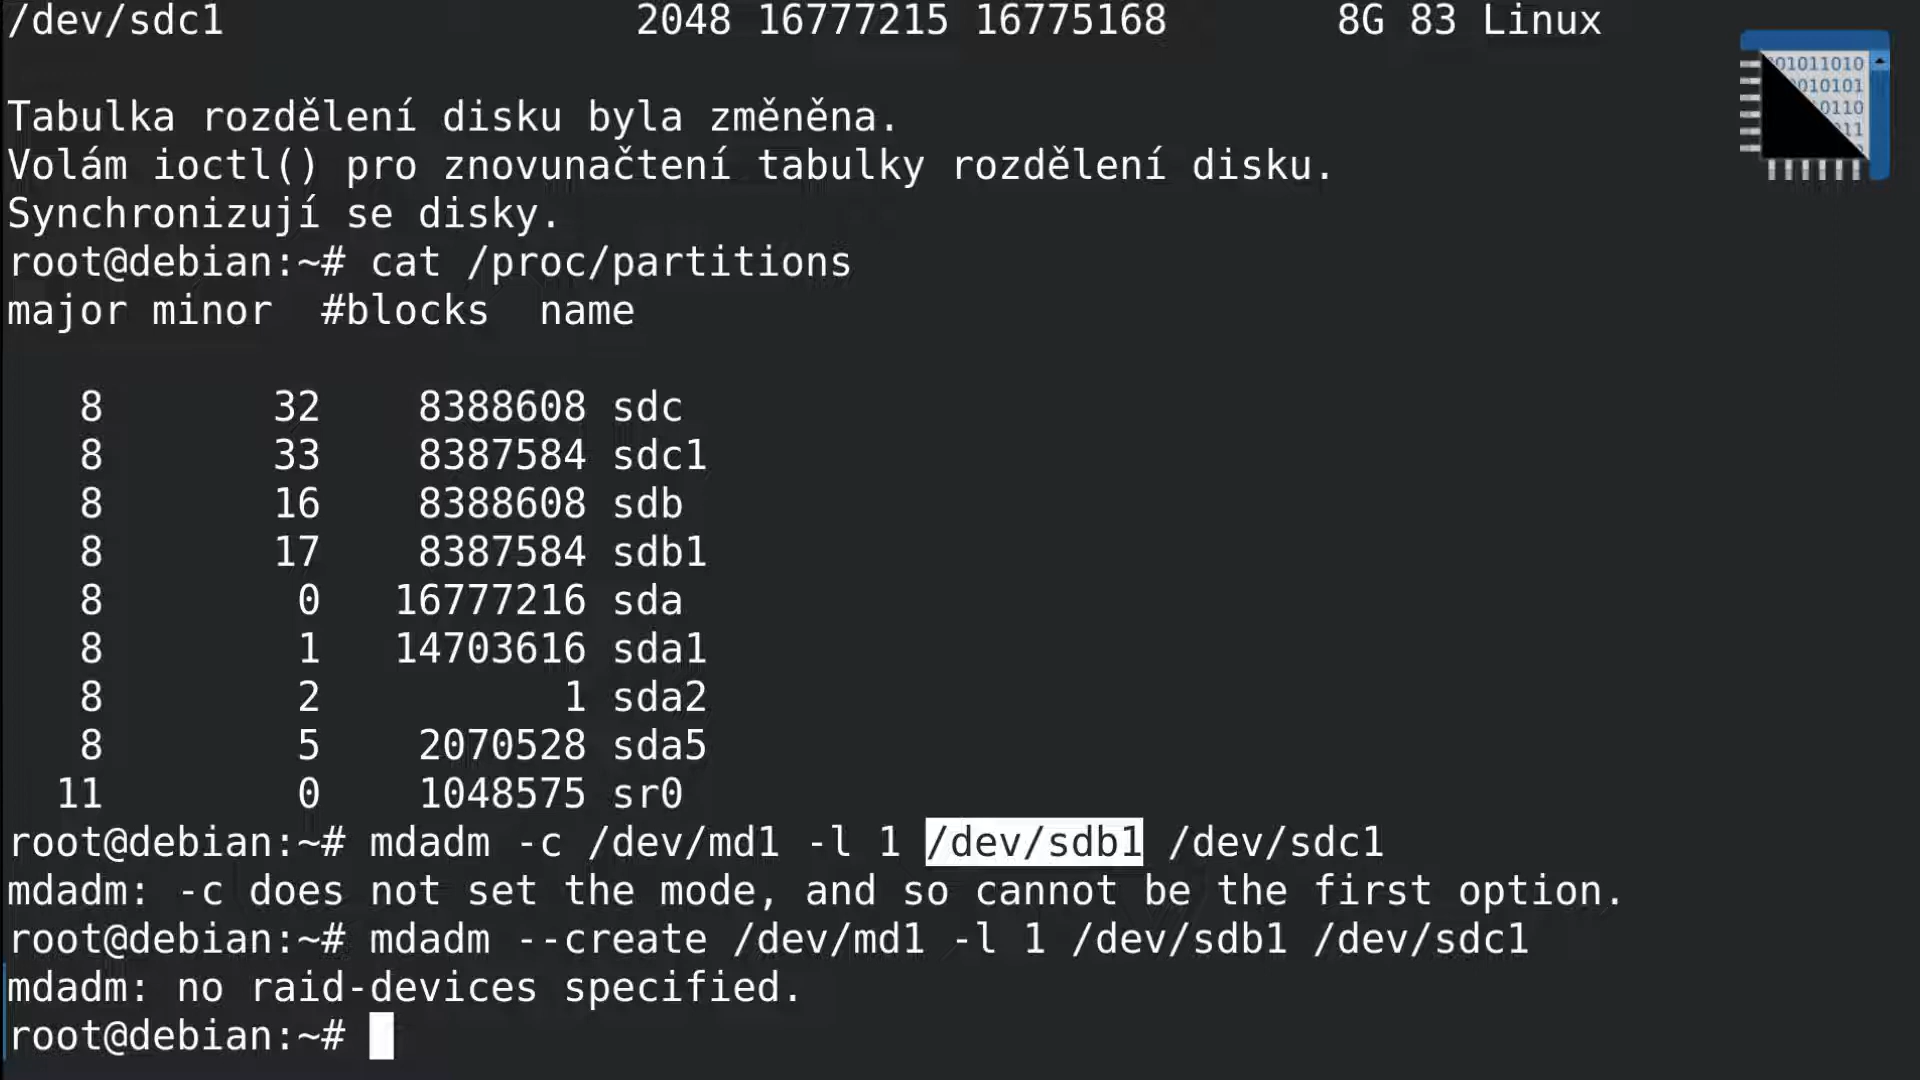 /dev/sdc1 2048 16777215 16775168 8G 83 Linux
Tabulka rozdělení disku byla změněna.
Volám ioctl() pro znovunačtení tabulky rozdělení disku.
Synchronizují se disky.
root@debian:~# cat /proc/partitions
major minor #blocks name
8 32 8388608 sdc
8 33 8387584 sdc1
8 16 8388608 sdb
8 17 8387584 sdb1
8 0 16777216 sda
8 1 14703616 sda1
8 2 1 sda2
8 5 2070528 sda5
11 0 1048575 sr0
root@debian:~# mdadm -c /dev/md1 -l 1 /dev/sdb1 /dev/sdc1
mdadm: -c does not set the mode, and so cannot be the first option.
root@debian:~# mdadm --create /dev/md1 -l 1 /dev/sdb1 /dev/sdc1
mdadm: no raid-devices specified.
root@debian:~#